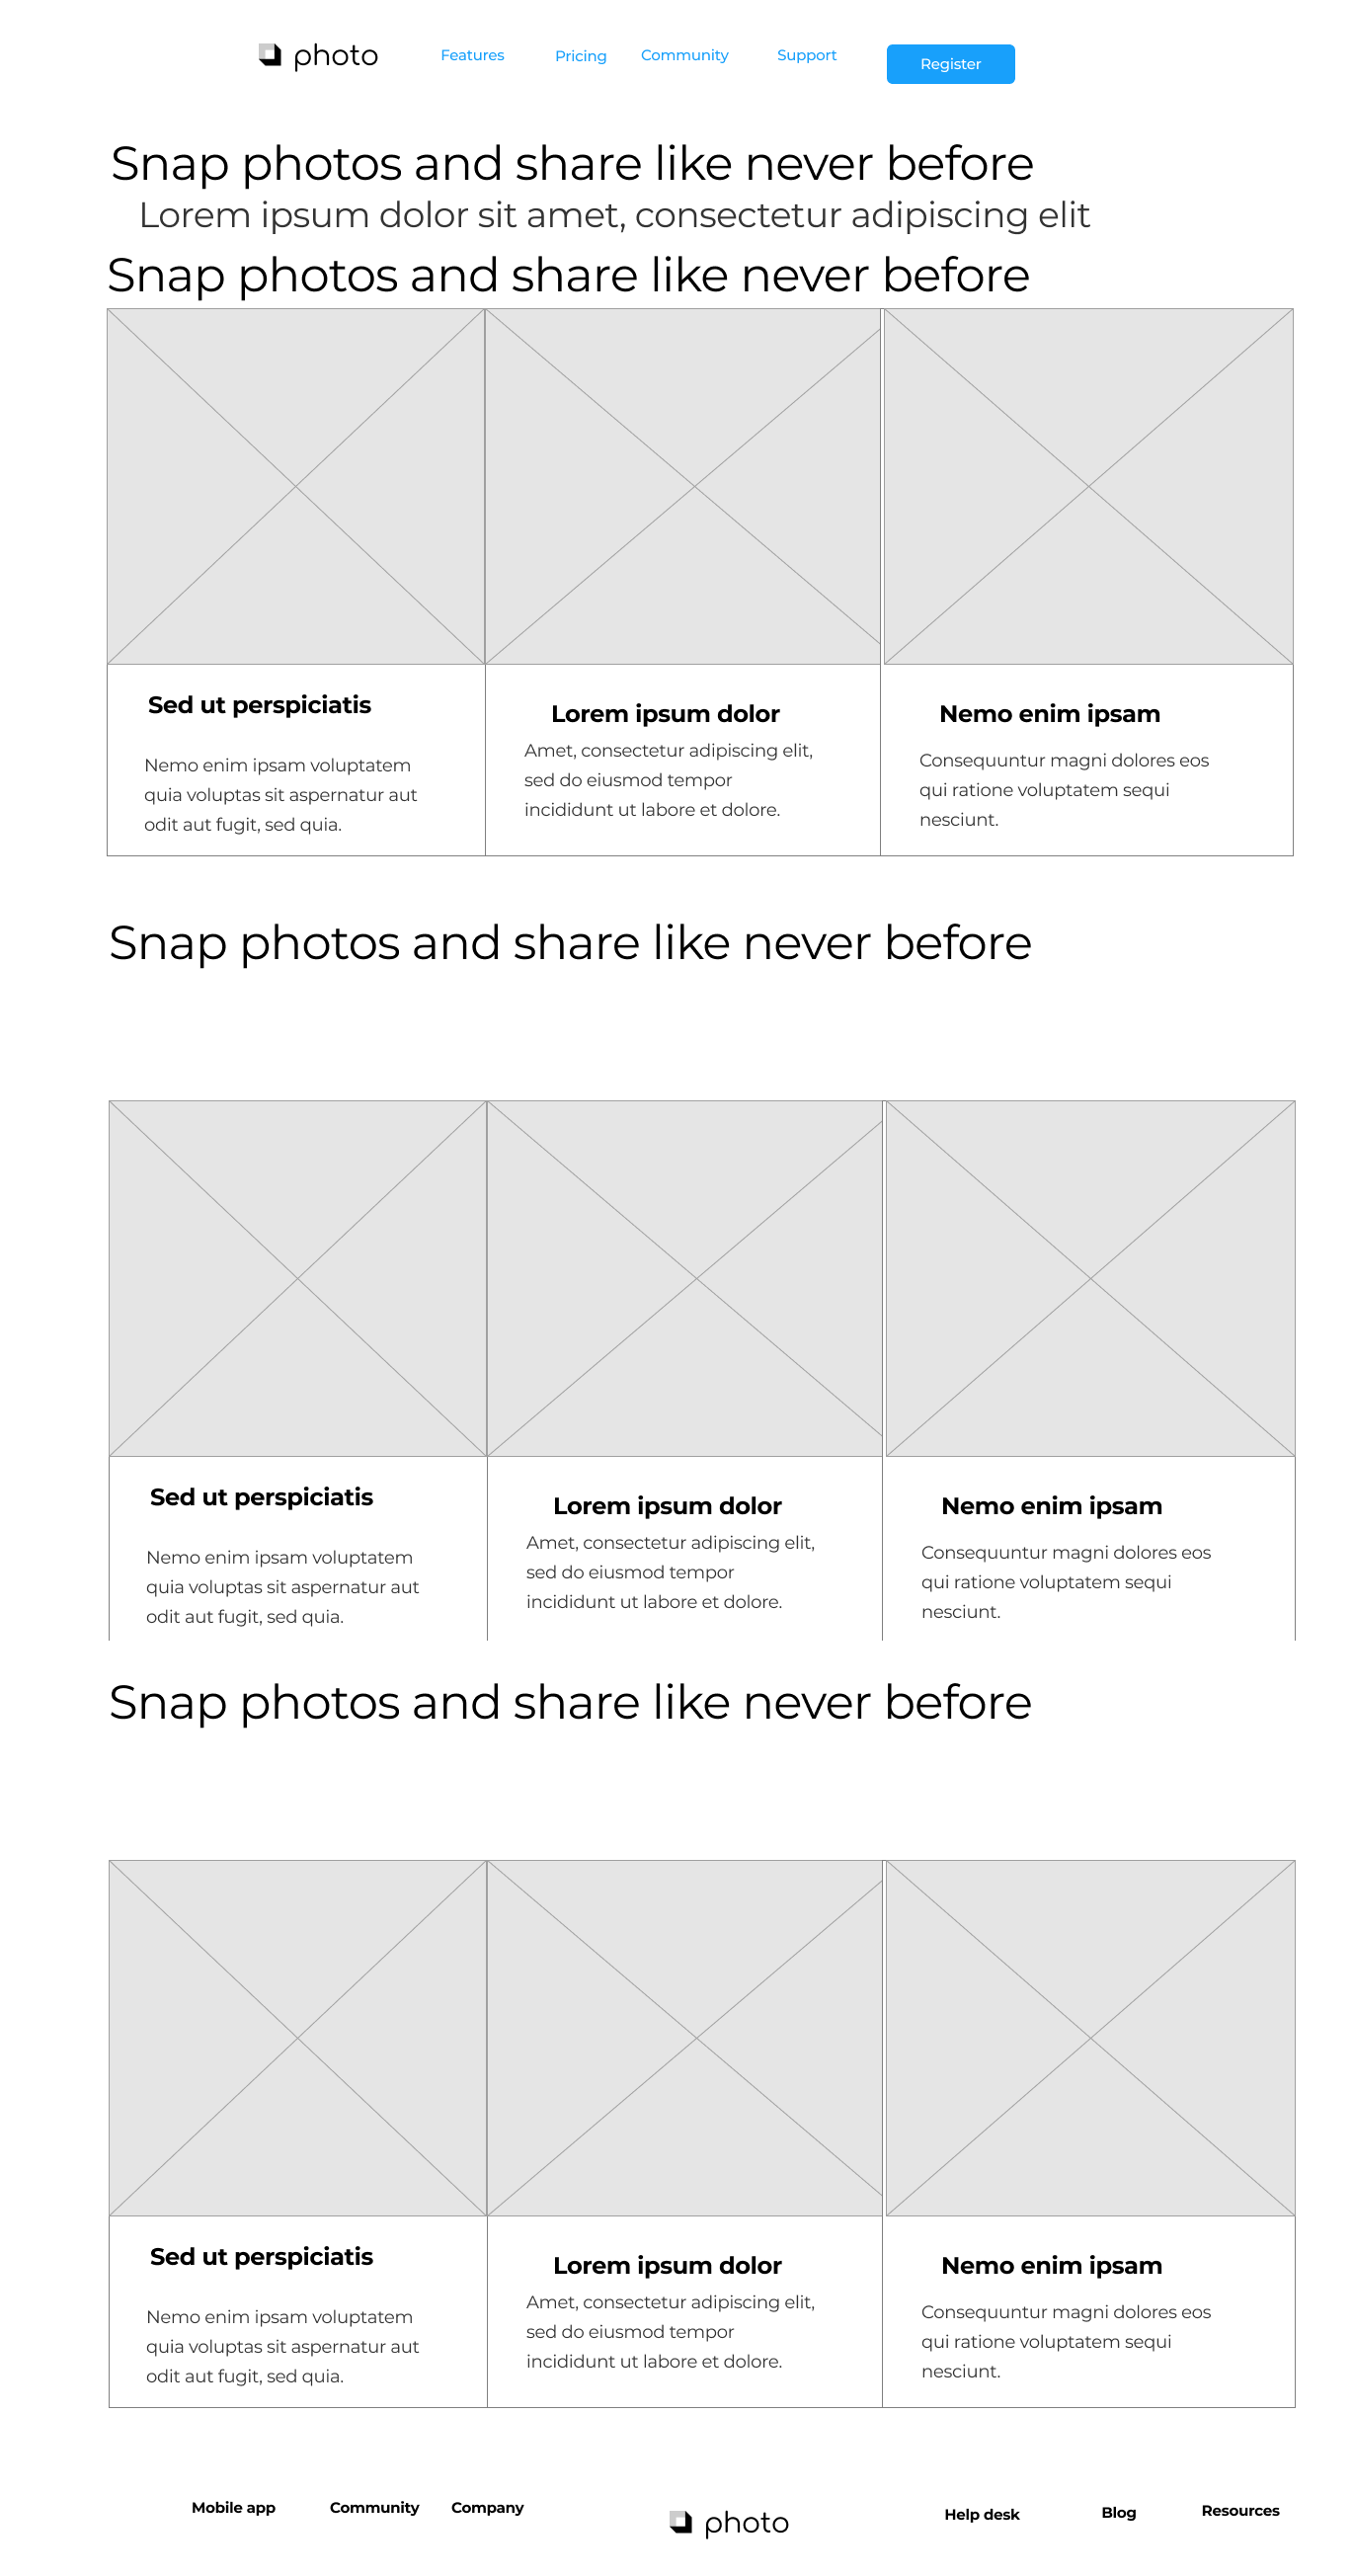 photo Features Pricing Community Support Register
Snap photos and share like never before
Lorem ipsum dolor sit amet, consectetur adipiscing elit
Snap photos and share like never before
Sed ut perspiciatis
Nemo enim ipsam voluptatem
quia voluptas sit aspernatur aut
odit aut fugit, sed quia.
Lorem ipsum dolor
Amet, consectetur adipiscing elit,
sed do eiusmod tempor
incididunt ut labore et dolore.
Nemo enim ipsam
Consequuntur magni dolores eos
qui ratione voluptatem sequi
nesciunt.
Snap photos and share like never before
Sed ut perspiciatis
Nemo enim ipsam voluptatem
quia voluptas sit aspernatur aut
odit aut fugit, sed quia.
Lorem ipsum dolor
Amet, consectetur adipiscing elit,
sed do eiusmod tempor
incididunt ut labore et dolore.
Nemo enim ipsam
Consequuntur magni dolores eos
qui ratione voluptatem sequi
nesciunt.
Snap photos and share like never before
Sed ut perspiciatis
Nemo enim ipsam voluptatem
quia voluptas sit aspernatur aut
odit aut fugit, sed quia.
Lorem ipsum dolor
Amet, consectetur adipiscing elit,
sed do eiusmod tempor
incididunt ut labore et dolore.
Nemo enim ipsam
Consequuntur magni dolores eos
qui ratione voluptatem sequi
nesciunt.
Mobile app Community Company photo Help desk Blog Resources